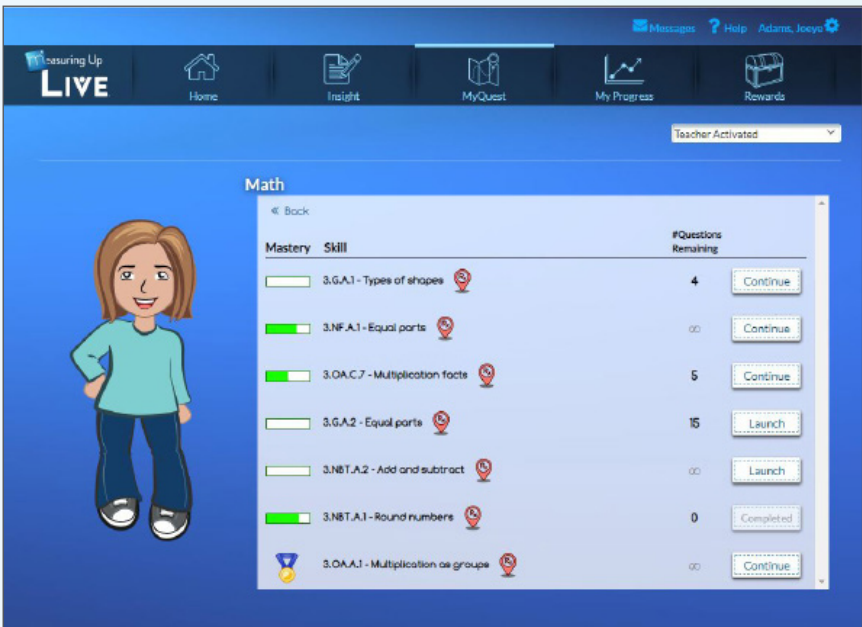 Messages ? Help Adams, Joeye
Measuring Up
LIVE
Home
Insight
MyQuest
My Progress
Rewards
Teacher Activated
Math
« Back
Mastery Skill #Questions Remaining
3.G.A.1 - Types of shapes 4 Continue
3.NF.A.1 - Equal parts ∞ Continue
3.OA.C.7 - Multiplication facts 5 Continue
3.G.A.2 - Equal parts 15 Launch
3.NBT.A.2 - Add and subtract ∞ Launch
3.NBT.A.1 - Round numbers 0 Completed
3.OA.A.1 - Multiplication as groups ∞ Continue